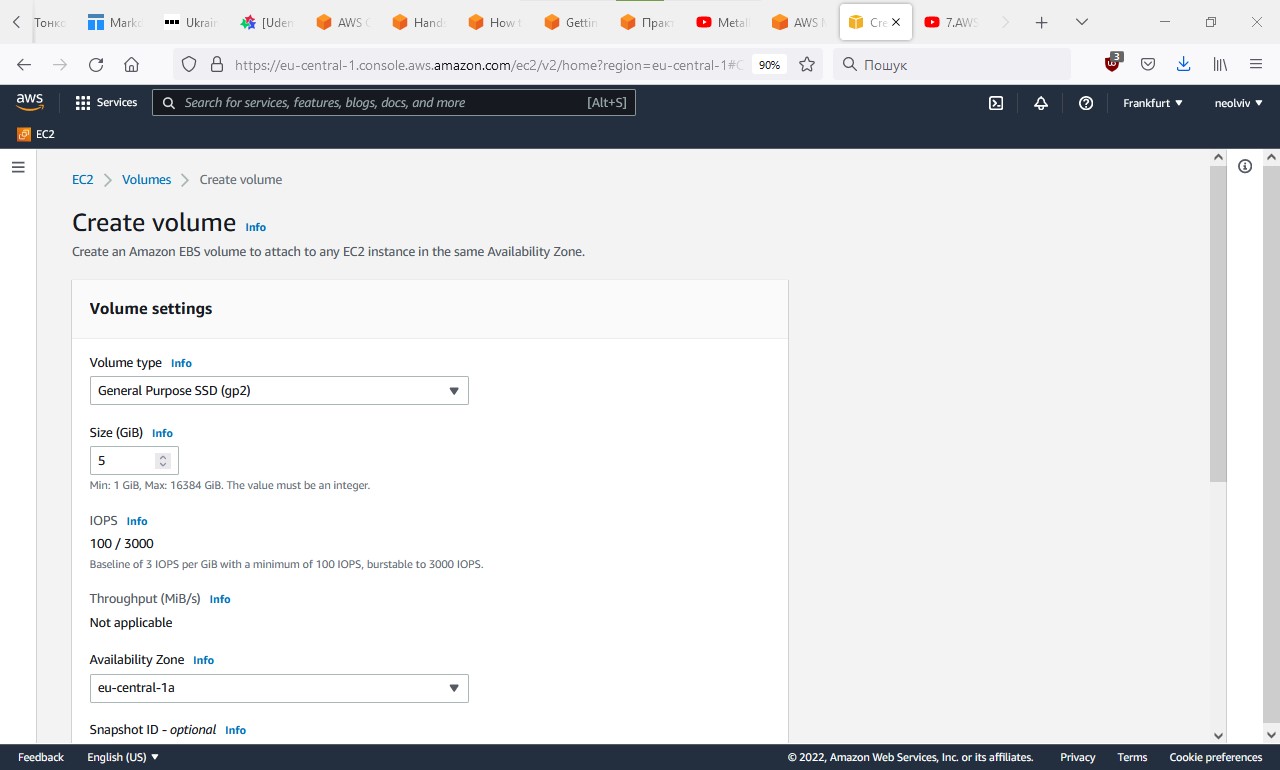 Тонко Marke Ukrain [Uden AWS C Hands How t Gettin Практ Metalli AWS N Cre 7.AWS
https://eu-central-1.console.aws.amazon.com/ec2/v2/home?region=eu-central-1#C 90% Пошук 3
aws Services Search for services, features, blogs, docs, and more [Alt+S] Frankfurt neolviv
EC2
EC2 Volumes Create volume
Create volume Info
Create an Amazon EBS volume to attach to any EC2 instance in the same Availability Zone.
Volume settings
Volume type Info
General Purpose SSD (gp2)
Size (GiB) Info
5
Min: 1 GiB, Max: 16384 GiB. The value must be an integer.
IOPS Info
100 / 3000
Baseline of 3 IOPS per GiB with a minimum of 100 IOPS, burstable to 3000 IOPS.
Throughput (MiB/s) Info
Not applicable
Availability Zone Info
eu-central-1a
Snapshot ID - optional Info
Feedback English (US) © 2022, Amazon Web Services, Inc. or its affiliates. Privacy Terms Cookie preferences